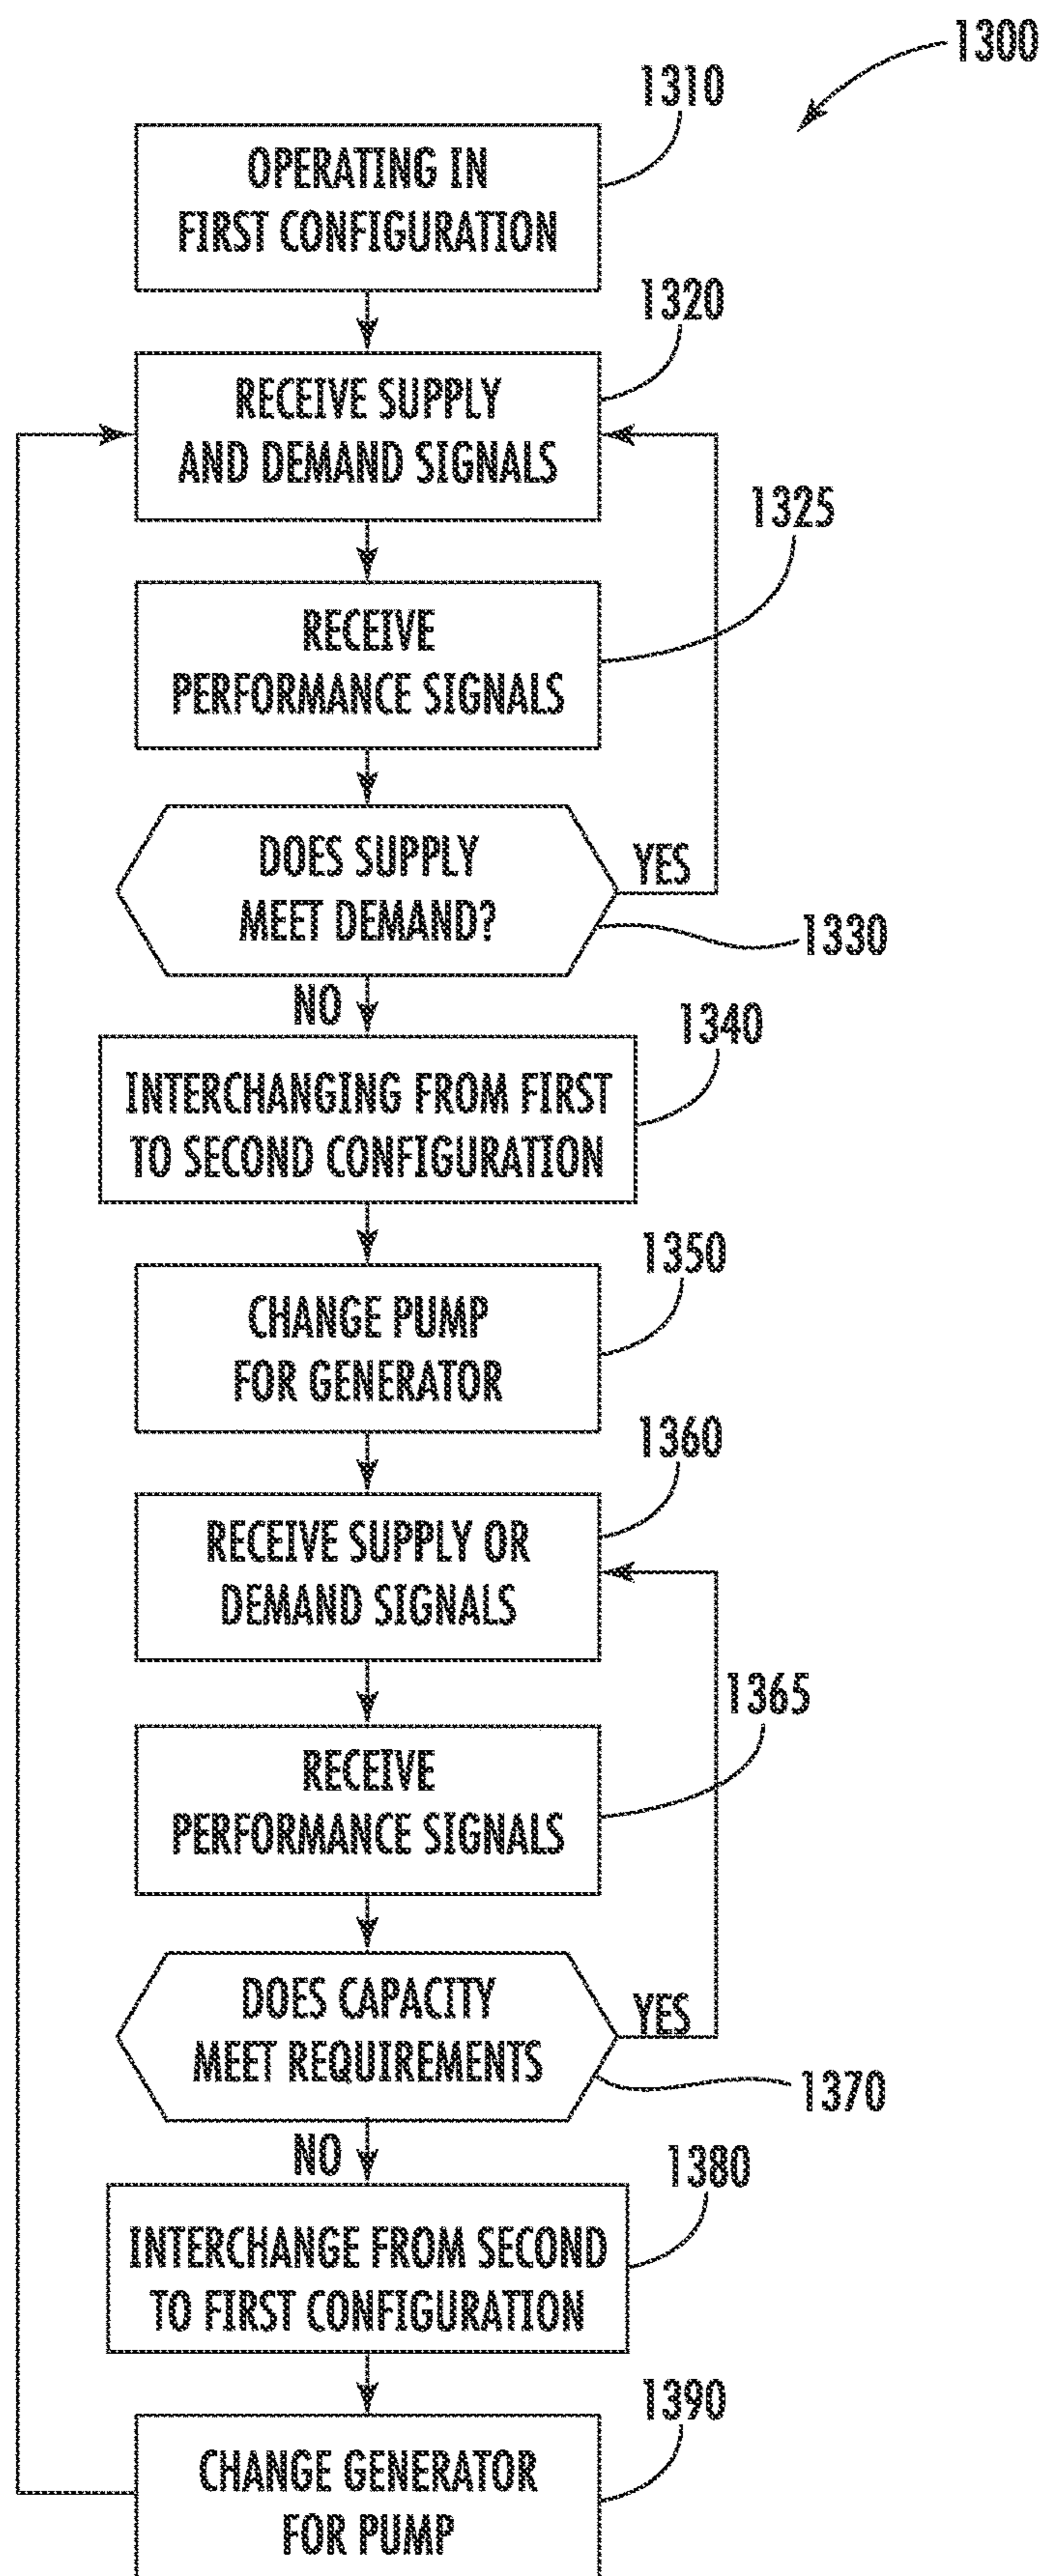 1300
1310
OPERATING IN
FIRST CONFIGURATION
1320
RECEIVE SUPPLY
AND DEMAND SIGNALS
1325
RECEIVE
PERFORMANCE SIGNALS
DOES SUPPLY
MEET DEMAND?
YES
1330
NO
1340
INTERCHANGING FROM FIRST
TO SECOND CONFIGURATION
1350
CHANGE PUMP
FOR GENERATOR
1360
RECEIVE SUPPLY OR
DEMAND SIGNALS
1365
RECEIVE
PERFORMANCE SIGNALS
DOES CAPACITY
MEET REQUIREMENTS
YES
1370
NO
1380
INTERCHANGE FROM SECOND
TO FIRST CONFIGURATION
1390
CHANGE GENERATOR
FOR PUMP